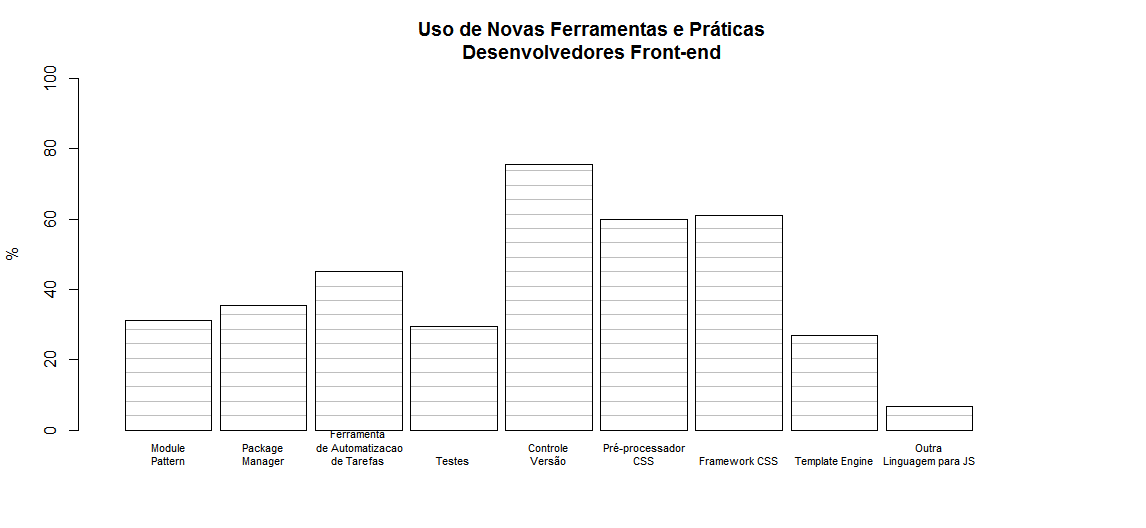 Uso de Novas Ferramentas e Práticas
Desenvolvedores Front-end
%
100
80
60
40
20
0
Module
Pattern
Package
Manager
Ferramenta
de Automatizacao
de Tarefas
Testes
Controle
Versão
Pré-processador
CSS
Framework CSS
Template Engine
Outra
Linguagem para JS